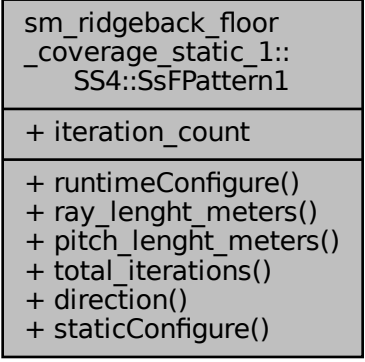 sm_ridgeback_floor
_coverage_static_1::
SS4::SsFPattern1
+ iteration_count
+ runtimeConfigure()
+ ray_lenght_meters()
+ pitch_lenght_meters()
+ total_iterations()
+ direction()
+ staticConfigure()